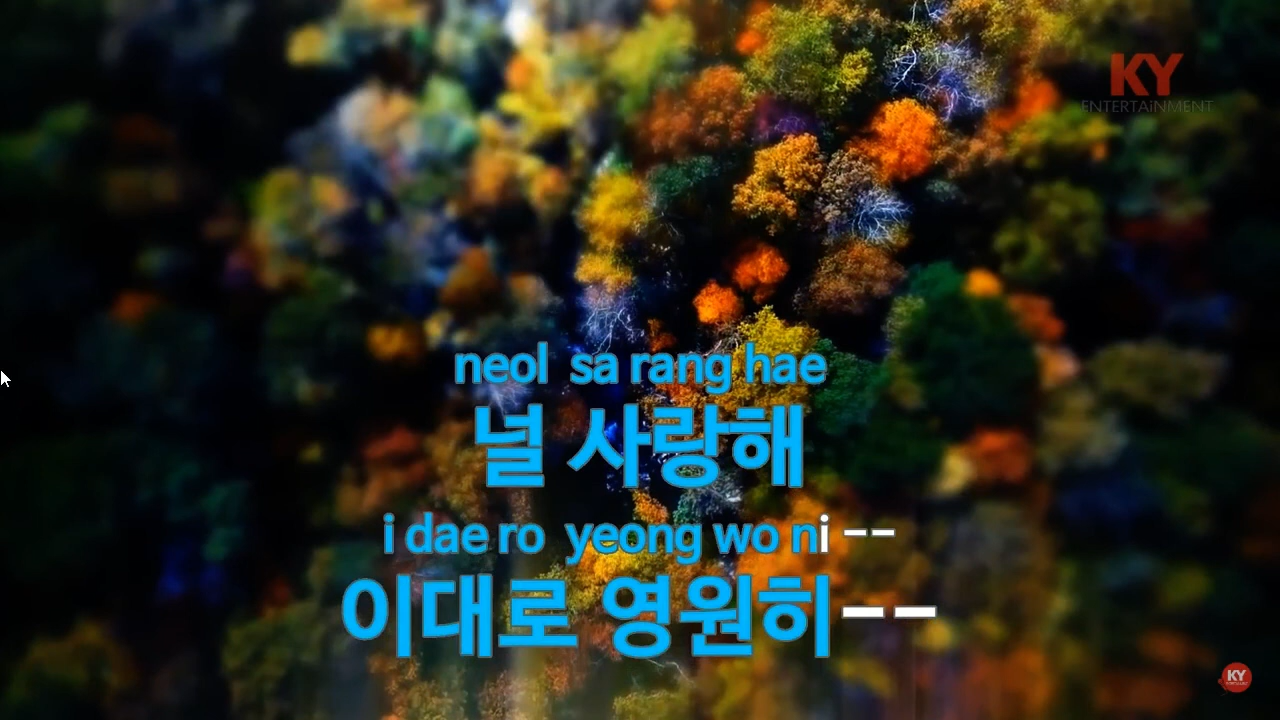 KY
ENTERTAiNMENT
neol sa rang hae
널 사랑해
i dae ro yeong wo ni --
이대로 영원히--
KY